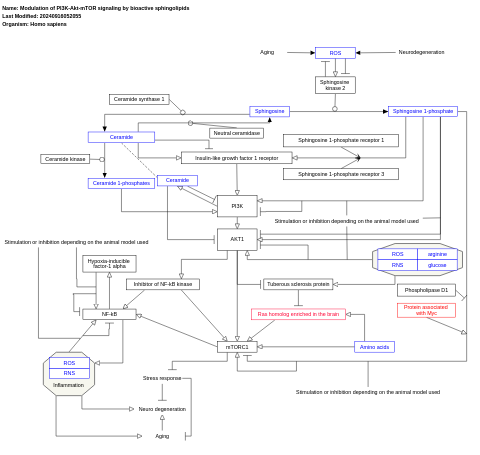 Name: Modulation of PI3K-Akt-mTOR signaling by bioactive sphingolipids
Last Modified: 20240916052055
Organism: Homo sapiens
Aging
ROS
Neurodegeneration
Sphingosine
kinase 2
Ceramide synthase 1
Sphingosine
Sphingosine 1-phosphate
Ceramide
Neutral ceramidase
Sphingosine 1-phosphate receptor 1
Ceramide kinase
Insulin-like growth factor 1 receptor
Sphingosine 1-phosphate receptor 3
Ceramide 1-phosphates
Ceramide
PI3K
Stimulation or inhibition depending on the animal model used
AKT1
Stimulation or inhibition depending on the animal model used
ROS
arginine
RNS
glucose
Hypoxia-inducible
factor-1 alpha
Inhibitor of NF-kB kinase
Tuberous sclerosis protein
Phospholipase D1
NF-kB
Ras homolog enriched in the brain
Protein associated
with Myc
mTORC1
Amino acids
ROS
RNS
Inflammation
Stress response
Stimulation or inhibition depending on the animal model used
Neuro degeneration
Aging